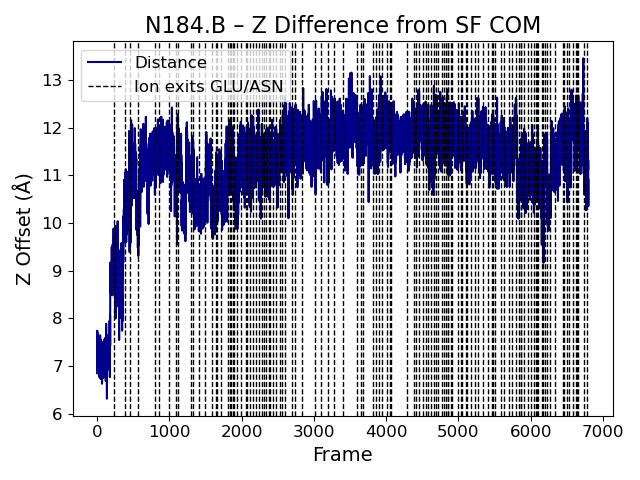 N184.B – Z Difference from SF COM
Distance
Ion exits GLU/ASN
Z Offset (Å)
13
12
11
10
9
8
7
6
0 1000 2000 3000 4000 5000 6000 7000
Frame